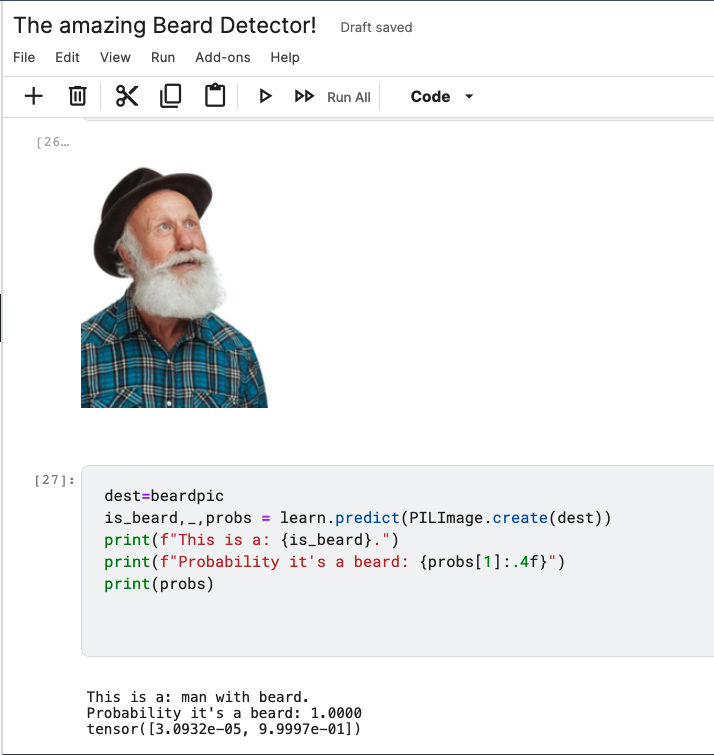 The amazing Beard Detector! Draft saved
File Edit View Run Add-ons Help
Run All Code
[26…
[27]:
dest=beardpic
is_beard,_,probs = learn.predict(PILImage.create(dest))
print(f"This is a: {is_beard}.")
print(f"Probability it's a beard: {probs[1]:.4f}")
print(probs)
This is a: man with beard.
Probability it's a beard: 1.0000
tensor([3.0932e-05, 9.9997e-01])